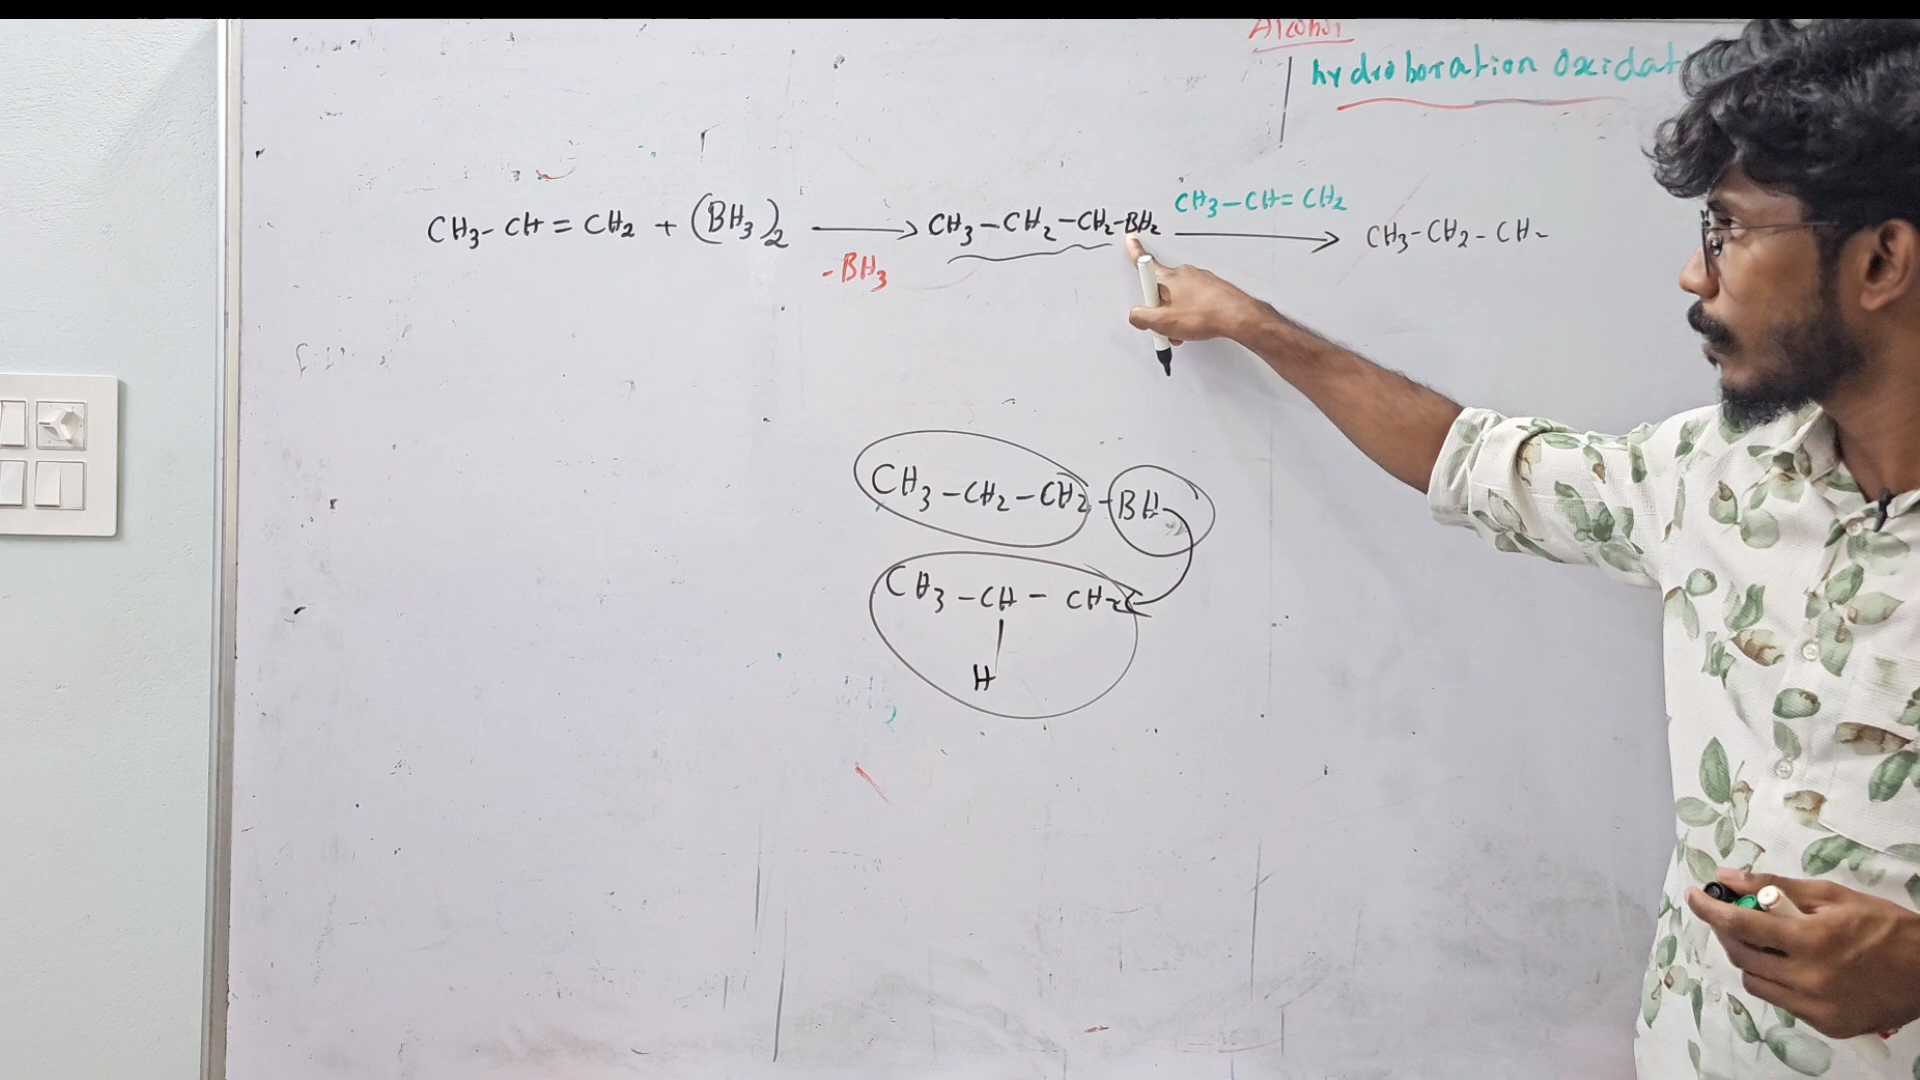 Alcohol
hydroboration Oxidat
CH3-CH=CH2 + (BH3)2 → CH3-CH2-CH2-BH2 → CH3-CH2-CH-
CH3-CH=CH2
-BH3
CH3-CH2-CH2-BH
CH3-CH-CH2
H